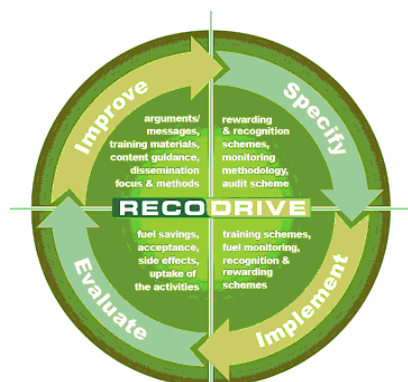 Improve
arguments/
messages,
training materials,
content guidance,
dissemination
focus & methods
Specify
rewarding
& recognition
schemes,
monitoring
methodology,
audit scheme
RECODRIVE
Evaluate
fuel savings,
acceptance,
side effects,
uptake of
the activities
training schemes,
fuel monitoring,
recognition &
rewarding
schemes
Implement